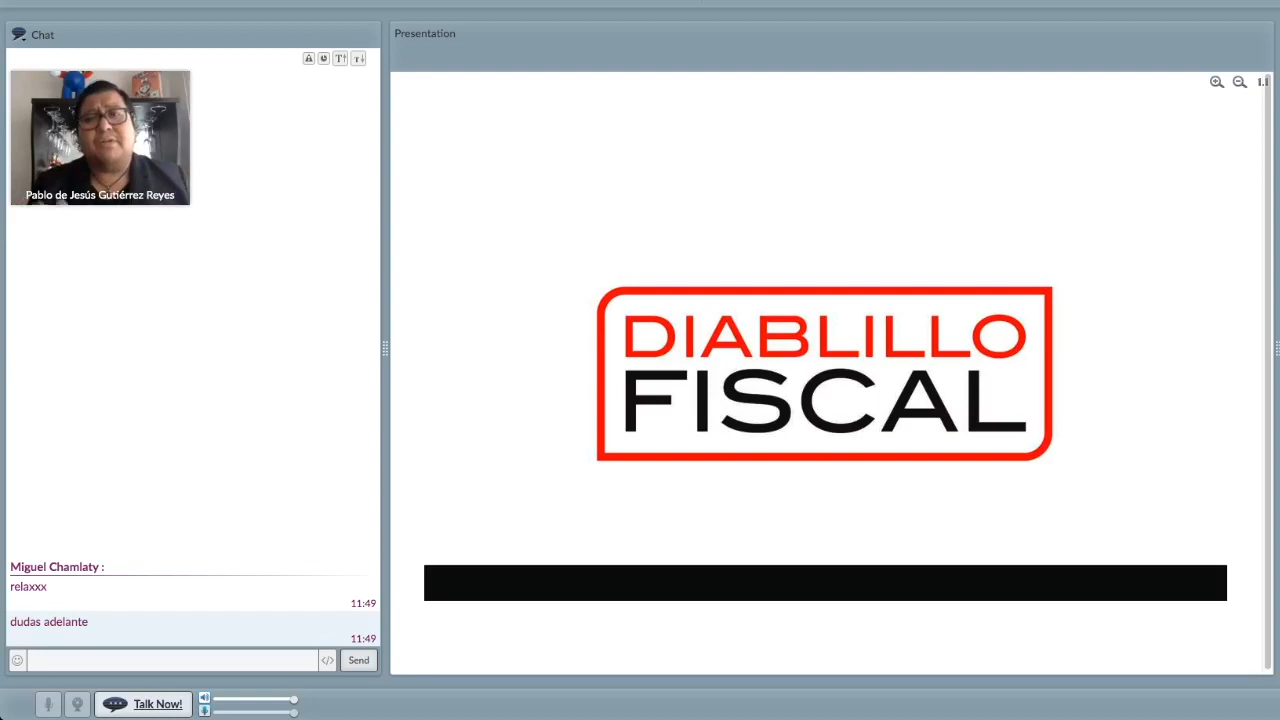 Chat
Presentation
Pablo de Jesús Gutiérrez Reyes
DIABLILLO
FISCAL
Miguel Chamlaty :
relaxxx
11:49
dudas adelante
11:49
Send
Talk Now!